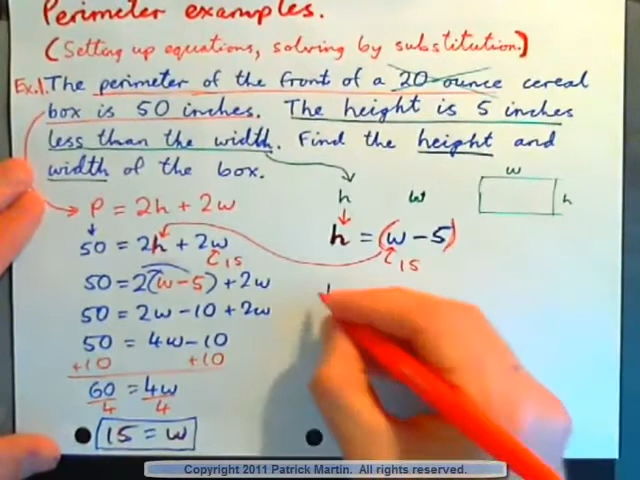 Perimeter examples.
(Setting up equations, solving by substitution.)
Ex.1. The perimeter of the front of a 20-ounce cereal
box is 50 inches. The height is 5 inches
less than the width. Find the height and
width of the box.
h w
w
h
P = 2h + 2w
h = (w - 5)
15
50 = 2h + 2w
15
50 = 2(w - 5) + 2w
50 = 2w - 10 + 2w
50 = 4w - 10
+10 +10
60 = 4w
4 4
15 = w
Copyright 2011 Patrick Martin. All rights reserved.